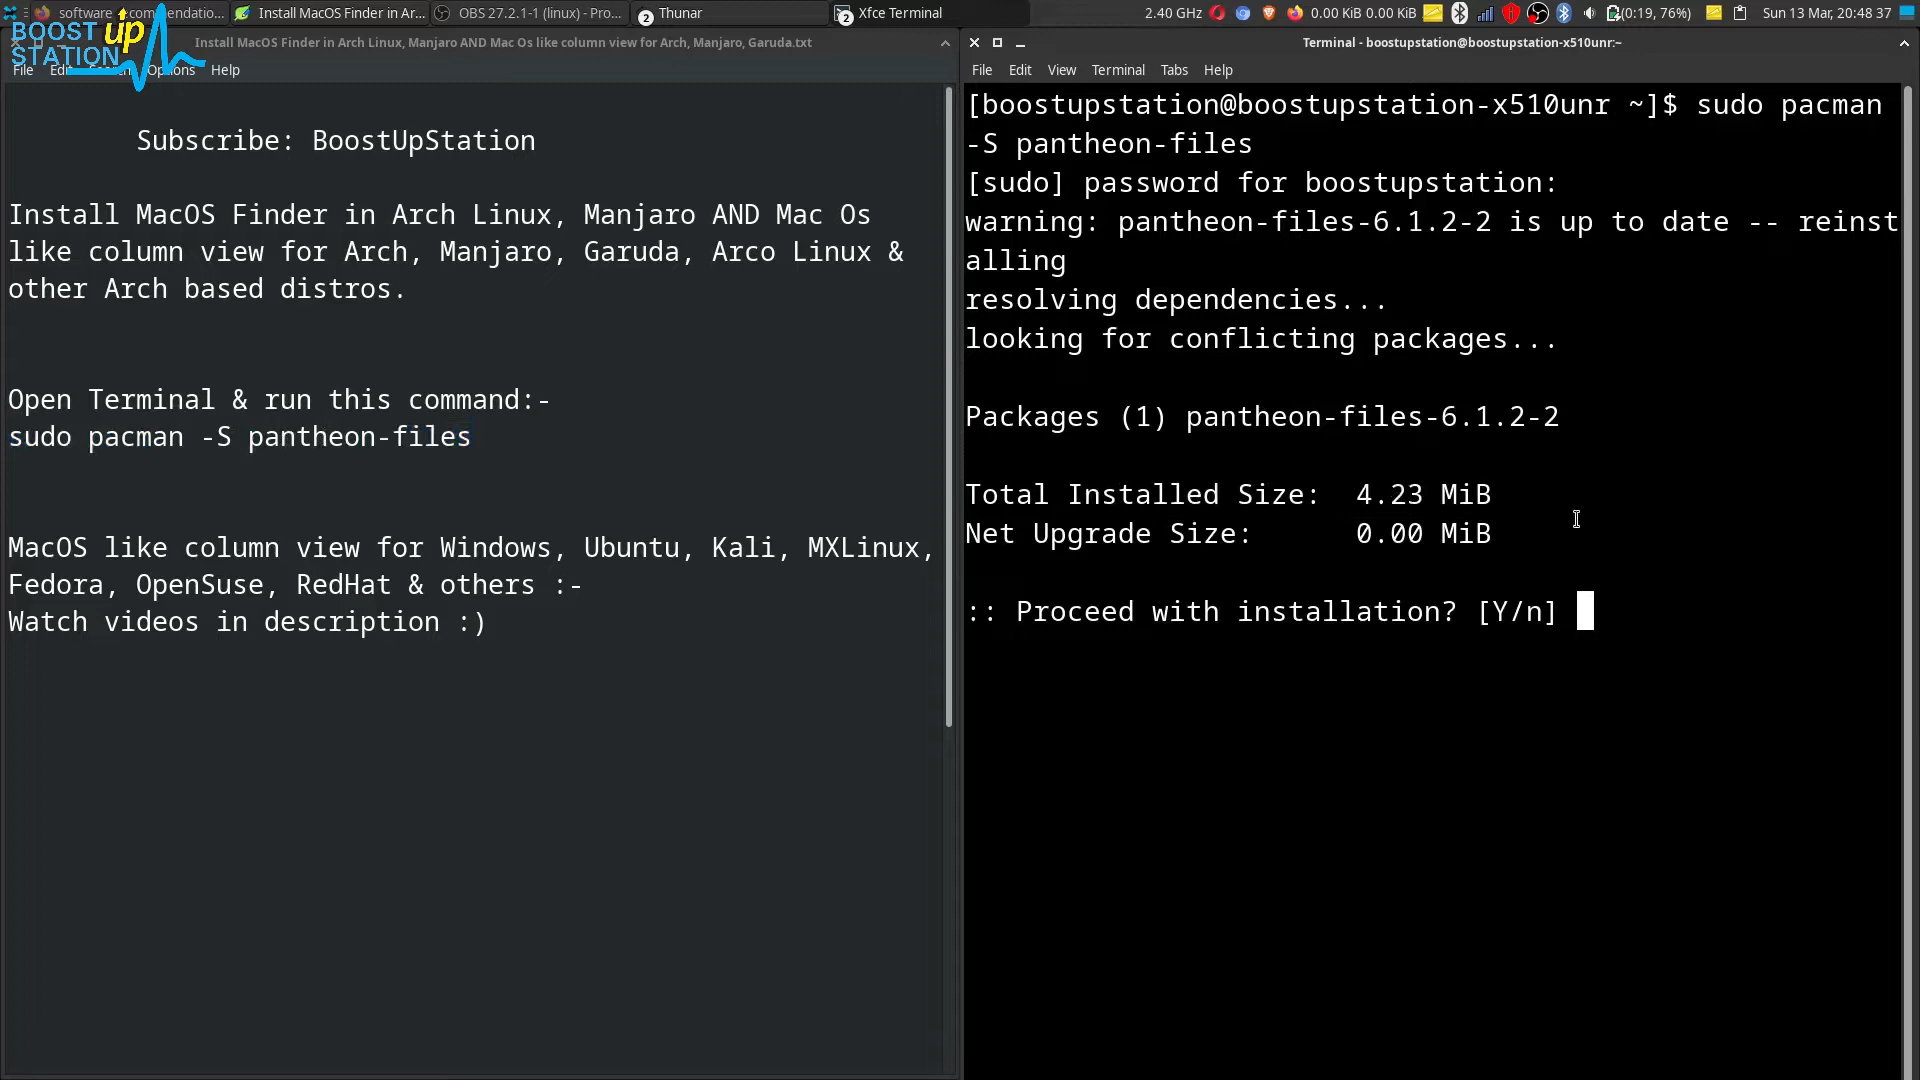 software recommendatio...
Install MacOS Finder in Ar...
OBS 27.2.1-1 (linux) - Pro...
2 Thunar
2 Xfce Terminal
2.40 GHz
0.00 KiB 0.00 KiB
(0:19, 76%)
Sun 13 Mar, 20:48:37
BOOST up
STATION
Install MacOS Finder in Arch Linux, Manjaro AND Mac Os like column view for Arch, Manjaro, Garuda.txt
File Edit Search Options Help
Subscribe: BoostUpStation
Install MacOS Finder in Arch Linux, Manjaro AND Mac Os
like column view for Arch, Manjaro, Garuda, Arco Linux &
other Arch based distros.
Open Terminal & run this command:-
sudo pacman -S pantheon-files
MacOS like column view for Windows, Ubuntu, Kali, MXLinux,
Fedora, OpenSuse, RedHat & others :-
Watch videos in description :)
Terminal - boostupstation@boostupstation-x510unr:~
File Edit View Terminal Tabs Help
[boostupstation@boostupstation-x510unr ~]$ sudo pacman
-S pantheon-files
[sudo] password for boostupstation:
warning: pantheon-files-6.1.2-2 is up to date -- reinst
alling
resolving dependencies...
looking for conflicting packages...
Packages (1) pantheon-files-6.1.2-2
Total Installed Size:  4.23 MiB
Net Upgrade Size:      0.00 MiB
:: Proceed with installation? [Y/n]